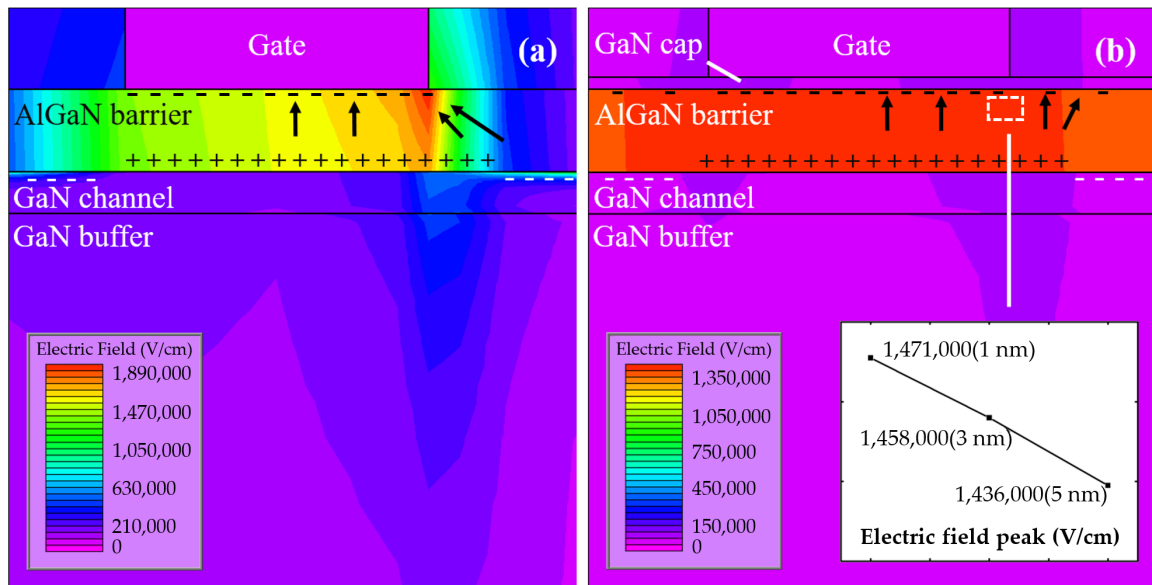 Gate
(a)
AlGaN barrier
+ + + + + + + + + + + + + + + + +
GaN channel
GaN buffer
Electric Field (V/cm)
1,890,000
1,470,000
1,050,000
630,000
210,000
0
GaN cap
Gate
(b)
AlGaN barrier
+ + + + + + + + + + + + + + + + +
GaN channel
GaN buffer
Electric Field (V/cm)
1,350,000
1,050,000
750,000
450,000
150,000
0
1,471,000(1 nm)
1,458,000(3 nm)
1,436,000(5 nm)
Electric field peak (V/cm)